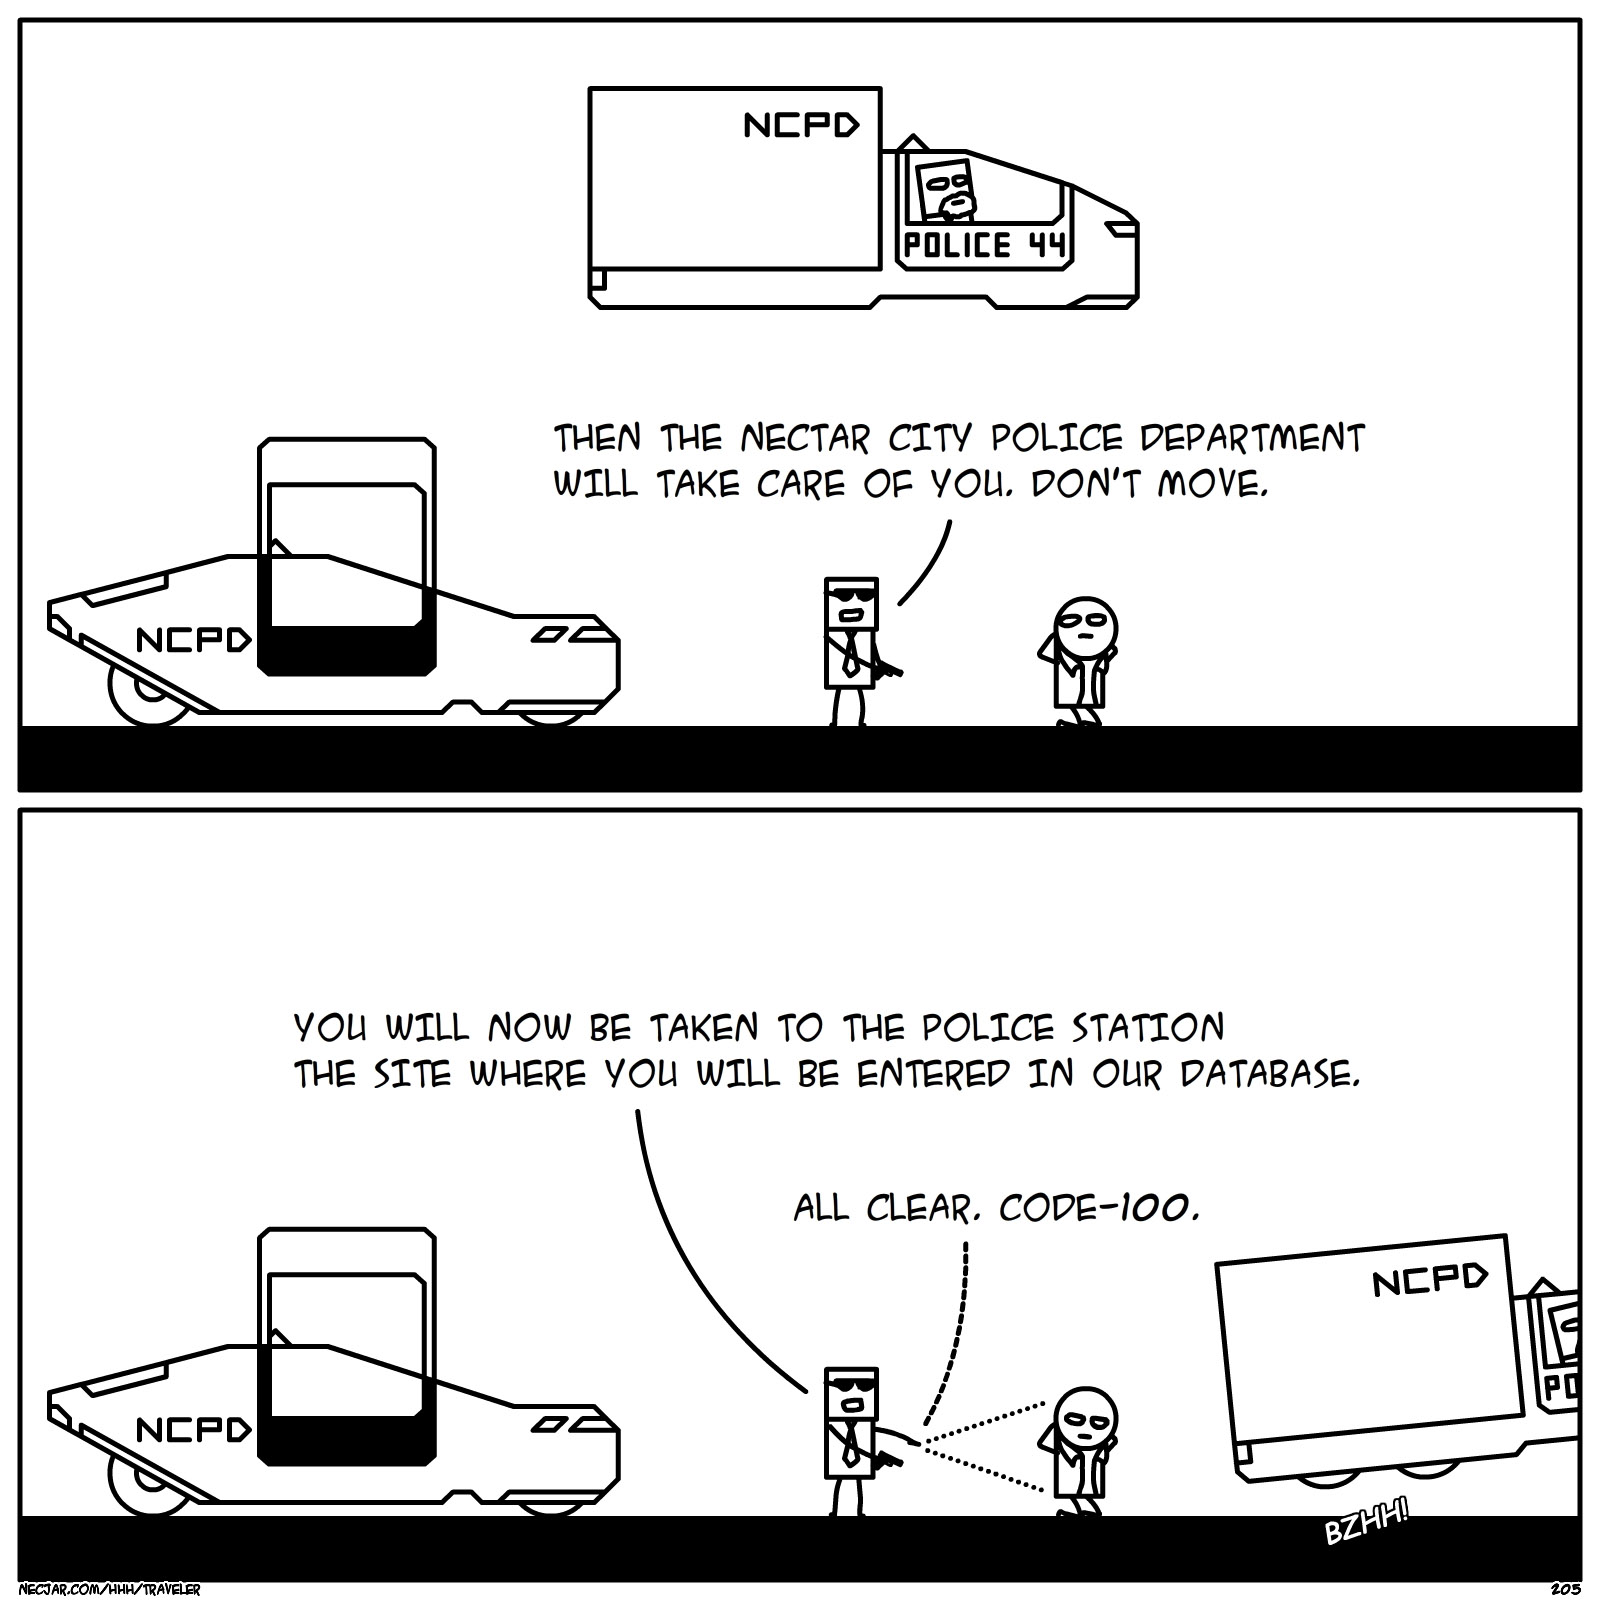 NCPD
POLICE 44
THEN THE NECTAR CITY POLICE DEPARTMENT
WILL TAKE CARE OF YOU. DON'T MOVE.
NCPD
YOU WILL NOW BE TAKEN TO THE POLICE STATION
THE SITE WHERE YOU WILL BE ENTERED IN OUR DATABASE.
ALL CLEAR. CODE-100.
NCPD
PO
NCPD
BZHH!
NECJAR.COM/HHH/TRAVELER
205